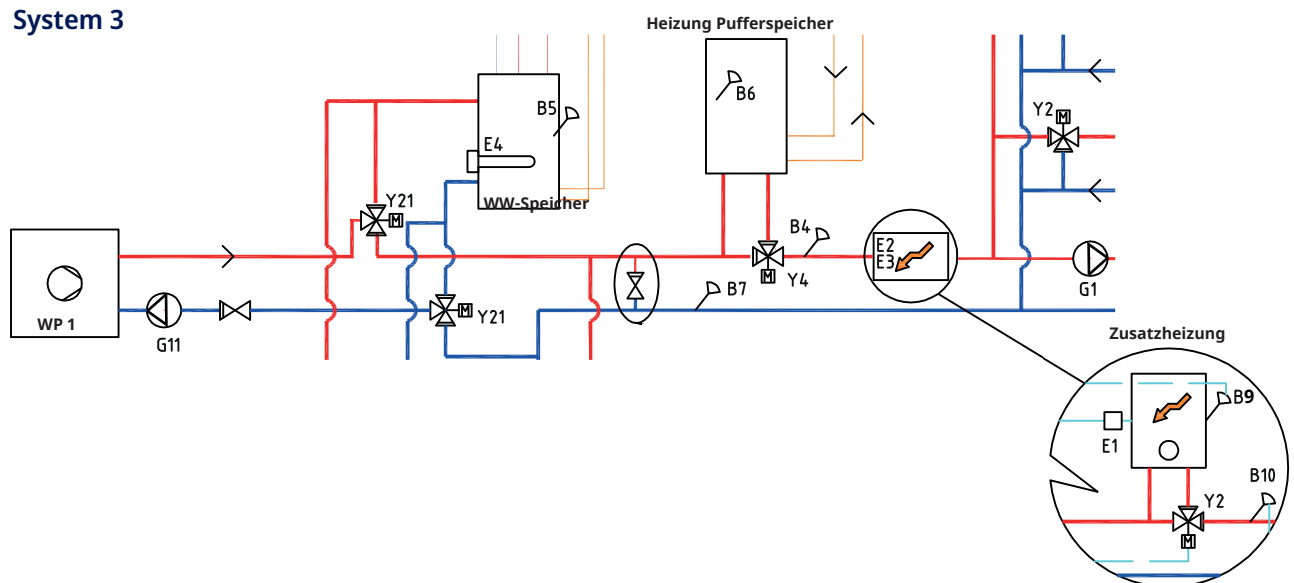 System 3
Heizung Pufferspeicher
B5
B6
Y2
E4
WW-Speicher
Y21
B4
E2
E3
Y4
B7
G1
WP 1
G11
Y21
Zusatzheizung
B9
E1
B10
Y2
M
M
M
M
M